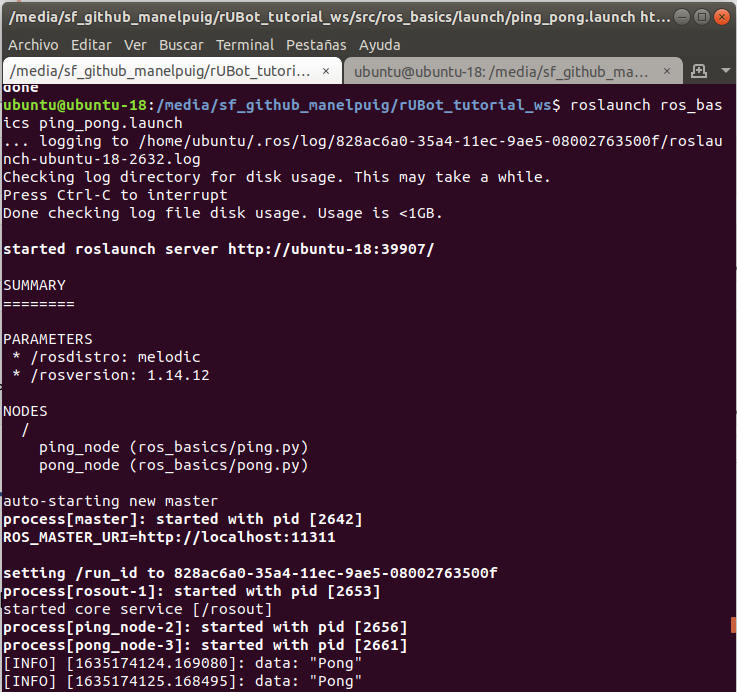 /media/sf_github_manelpuig/rUBot_tutorial_ws/src/ros_basics/launch/ping_pong.launch ht...
Archivo Editar Ver Buscar Terminal Pestañas Ayuda
/media/sf_github_manelpuig/rUBot_tutori... × ubuntu@ubuntu-18: /media/sf_github_ma... ×
done
ubuntu@ubuntu-18:/media/sf_github_manelpuig/rUBot_tutorial_ws$ roslaunch ros_bas
ics ping_pong.launch
... logging to /home/ubuntu/.ros/log/828ac6a0-35a4-11ec-9ae5-08002763500f/roslau
nch-ubuntu-18-2632.log
Checking log directory for disk usage. This may take a while.
Press Ctrl-C to interrupt
Done checking log file disk usage. Usage is <1GB.
started roslaunch server http://ubuntu-18:39907/
SUMMARY
========
PARAMETERS
* /rosdistro: melodic
* /rosversion: 1.14.12
NODES
/
ping_node (ros_basics/ping.py)
pong_node (ros_basics/pong.py)
auto-starting new master
process[master]: started with pid [2642]
ROS_MASTER_URI=http://localhost:11311
setting /run_id to 828ac6a0-35a4-11ec-9ae5-08002763500f
process[rosout-1]: started with pid [2653]
started core service [/rosout]
process[ping_node-2]: started with pid [2656]
process[pong_node-3]: started with pid [2661]
[INFO] [1635174124.169080]: data: "Pong"
[INFO] [1635174125.168495]: data: "Pong"